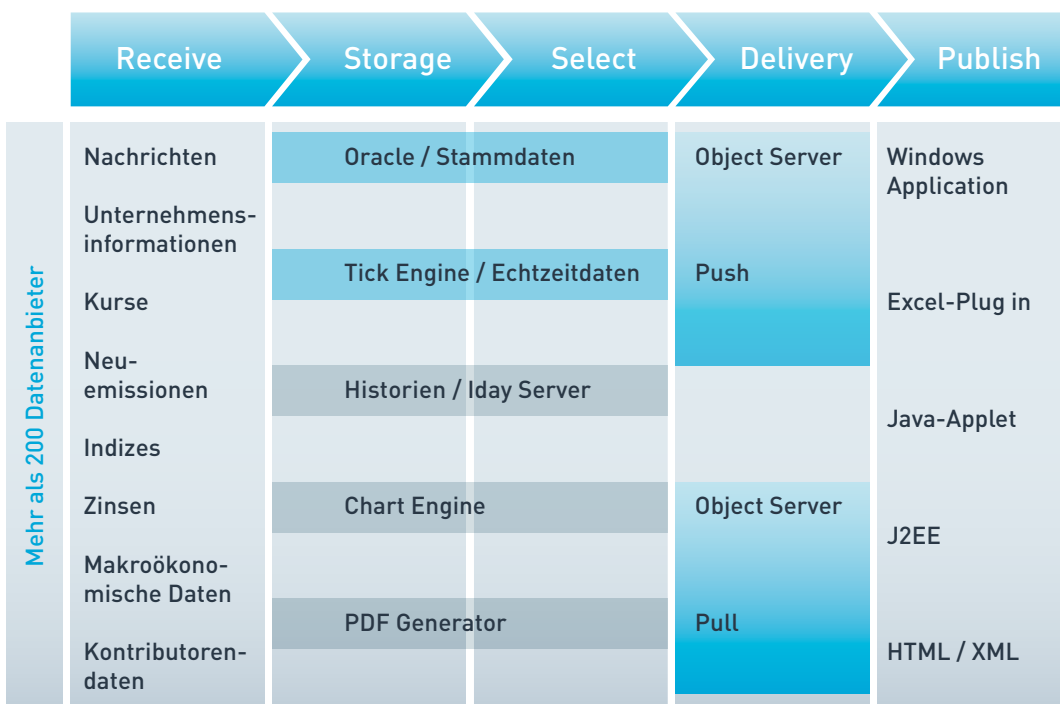 Receive
Storage
Select
Delivery
Publish
Mehr als 200 Datenanbieter
Nachrichten
Unternehmens-
informationen
Kurse
Neu-
emissionen
Indizes
Zinsen
Makroökono-
mische Daten
Kontributoren-
daten
Oracle / Stammdaten
Tick Engine / Echtzeitdaten
Historien / Iday Server
Chart Engine
PDF Generator
Object Server
Push
Object Server
Pull
Windows
Application
Excel-Plug in
Java-Applet
J2EE
HTML / XML